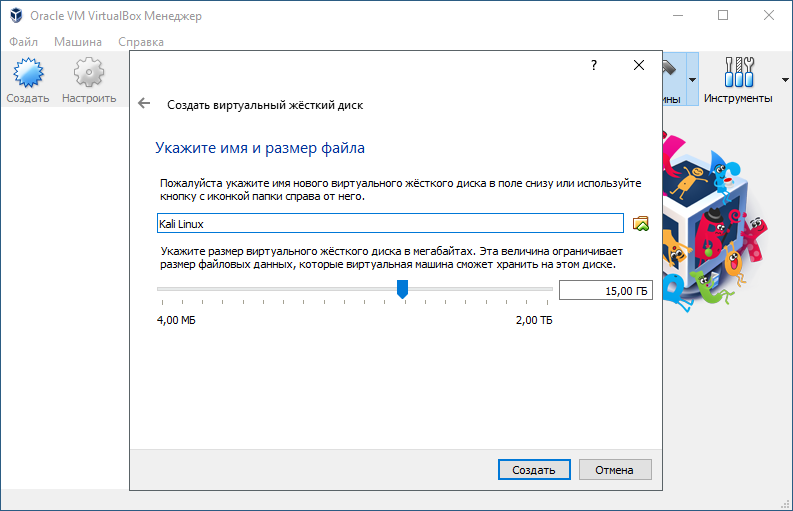 Oracle VM VirtualBox Менеджер
Файл Машина Справка
Создать Настроить
ины Инструменты
?
Создать виртуальный жёсткий диск
Укажите имя и размер файла
Пожалуйста укажите имя нового виртуального жёсткого диска в поле снизу или используйте
кнопку с иконкой папки справа от него.
Kali Linux
Укажите размер виртуального жёсткого диска в мегабайтах. Эта величина ограничивает
размер файловых данных, которые виртуальная машина сможет хранить на этом диске.
15,00 ГБ
4,00 МБ 2,00 ТБ
Создать Отмена